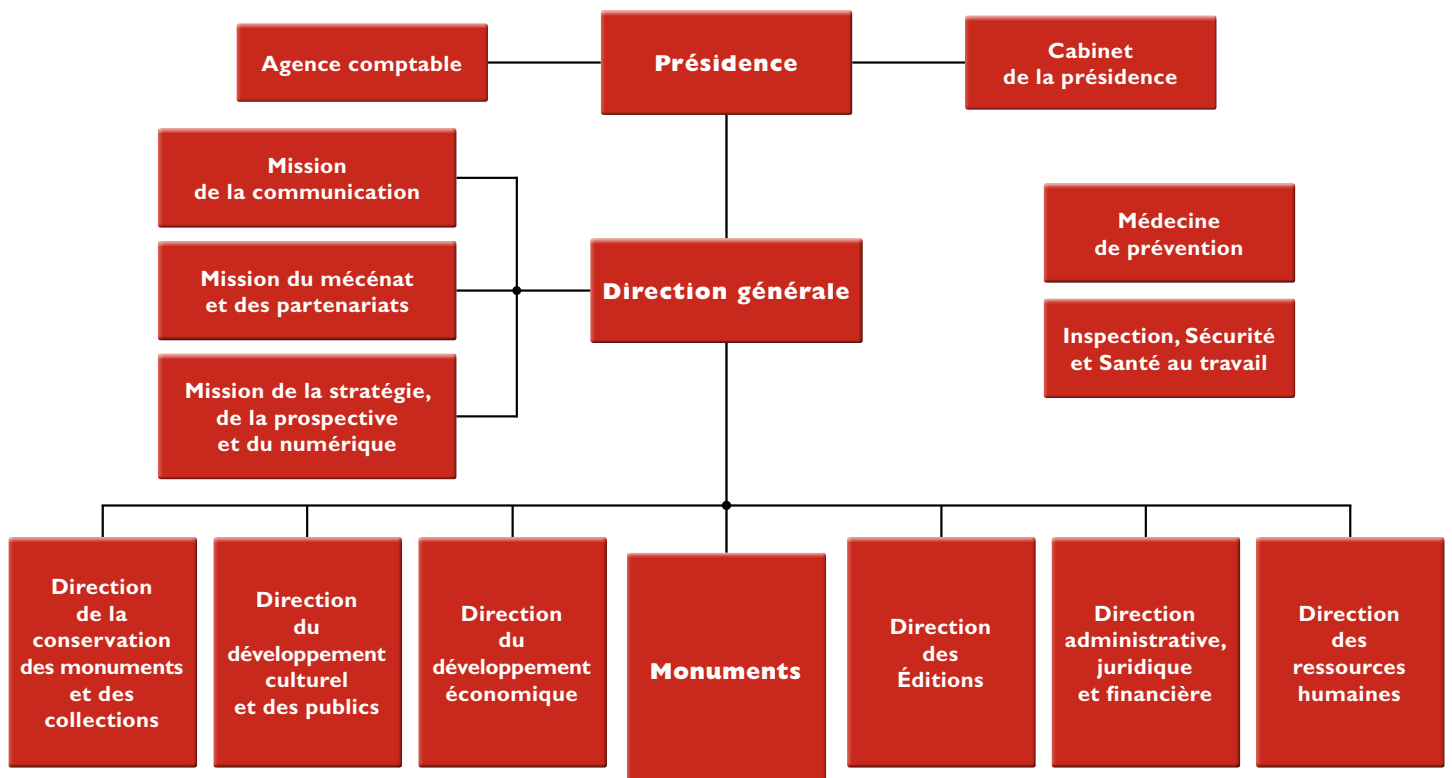 Agence comptable
Présidence
Cabinet
de la présidence
Mission
de la communication
Médecine
de prévention
Mission du mécénat
et des partenariats
Direction générale
Inspection, Sécurité
et Santé au travail
Mission de la stratégie,
de la prospective
et du numérique
Direction
de la
conservation
des monuments
et des
collections
Direction
du
développement
culturel
et des publics
Direction
du
développement
économique
Monuments
Direction
des
Éditions
Direction
administrative,
juridique
et financière
Direction
des
ressources
humaines